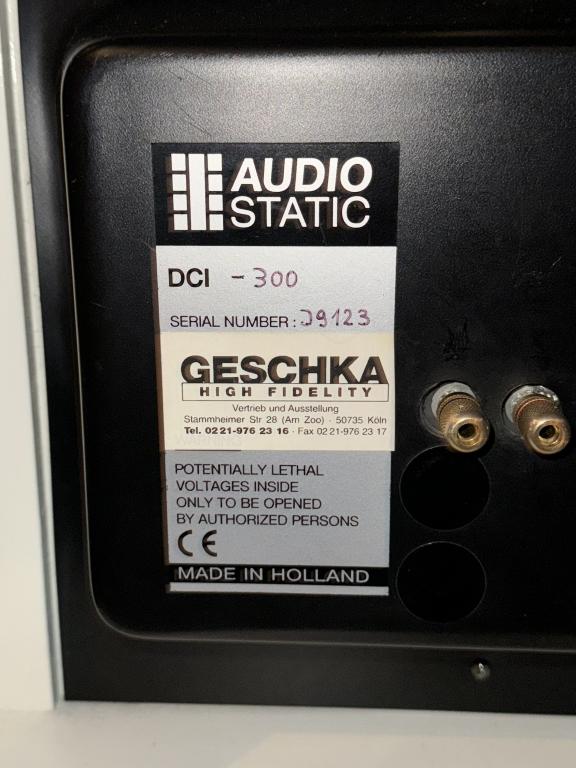 AUDIO
STATIC
DCI - 300
SERIAL NUMBER: J9123
GESCHKA
HIGH FIDELITY
Vertrieb und Ausstellung
Stammheimer Str 28 (Am Zoo) · 50735 Köln
Tel. 0221-976 23 16 · Fax 0221-976 23 17
WARNING
POTENTIALLY LETHAL
VOLTAGES INSIDE
ONLY TO BE OPENED
BY AUTHORIZED PERSONS
CE
MADE IN HOLLAND